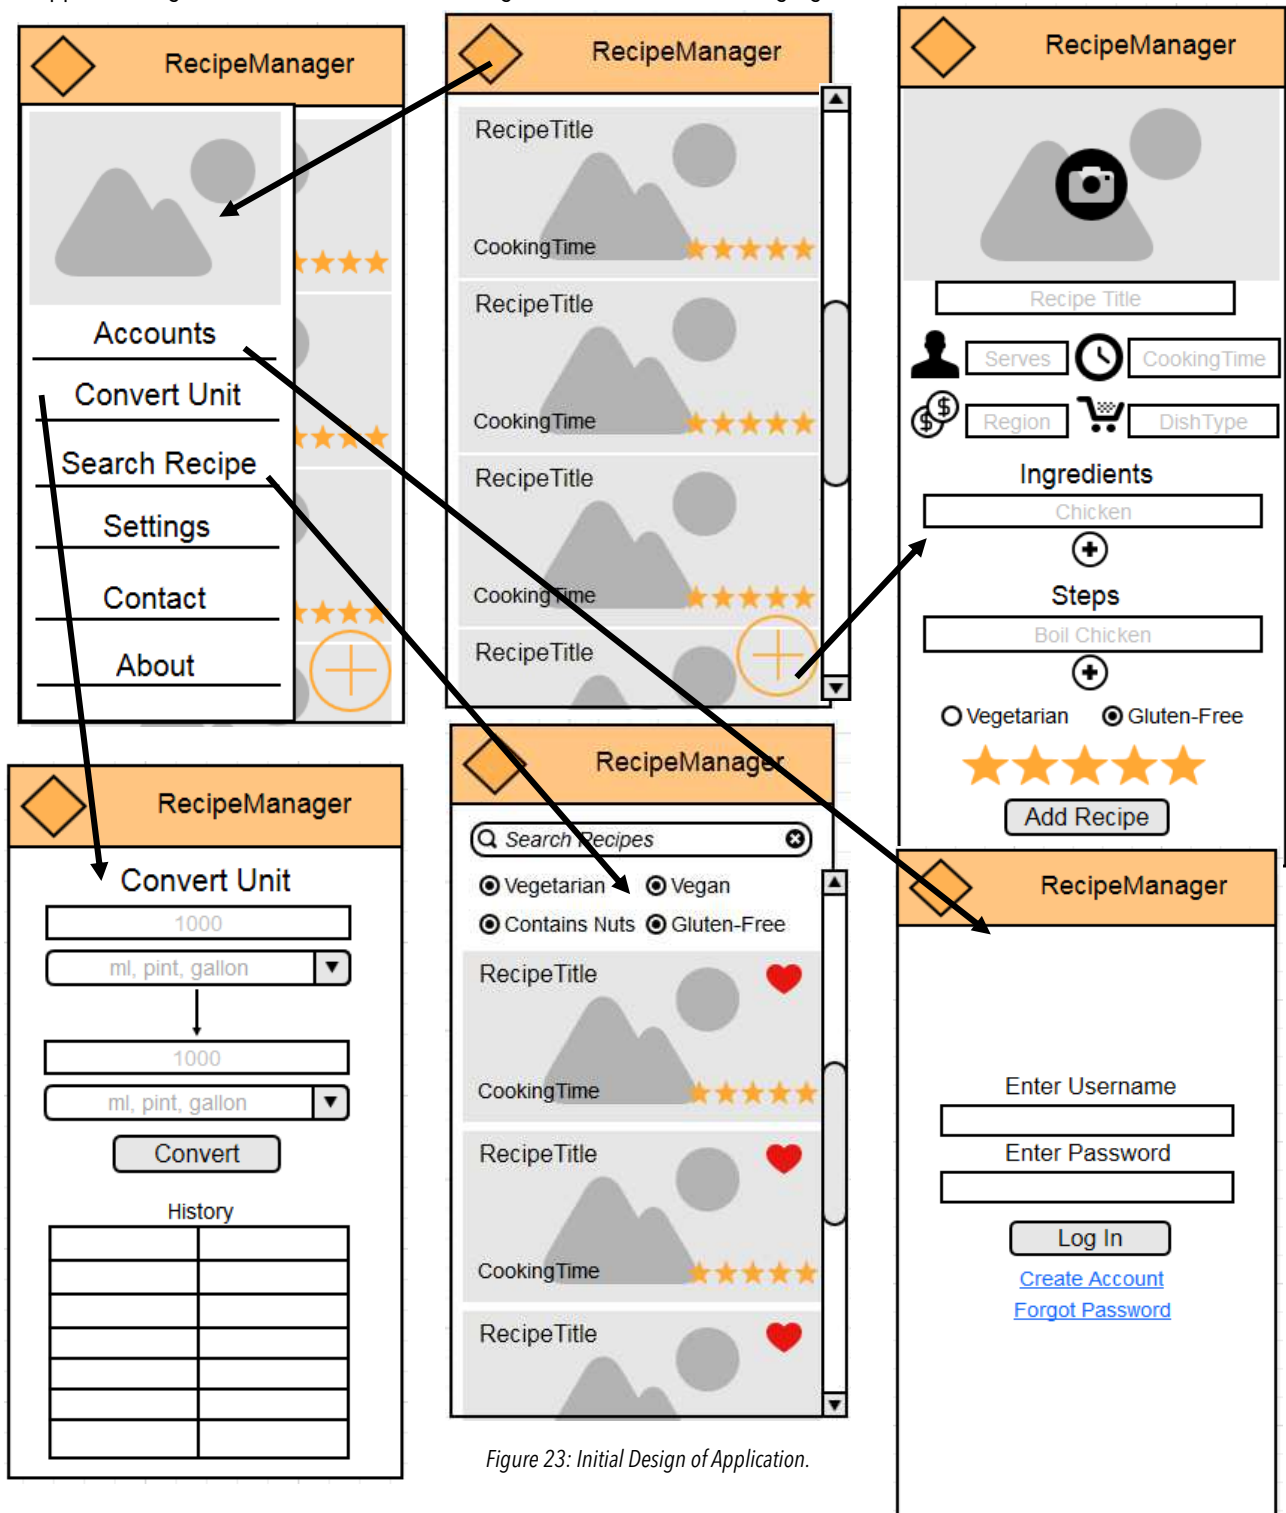 RecipeManager
Accounts
Convert Unit
Search Recipe
Settings
Contact
About
RecipeManager
RecipeTitle
CookingTime
RecipeTitle
CookingTime
RecipeTitle
CookingTime
RecipeTitle
RecipeManager
Recipe Title
Serves
CookingTime
$
$
Region
DishType
Ingredients
Chicken
Steps
Boil Chicken
Vegetarian
Gluten-Free
Add Recipe
RecipeManager
Convert Unit
1000
ml, pint, gallon
1000
ml, pint, gallon
Convert
History
RecipeManager
Search Recipes
Vegetarian
Vegan
Contains Nuts
Gluten-Free
RecipeTitle
CookingTime
RecipeTitle
CookingTime
RecipeTitle
RecipeManager
Enter Username
Enter Password
Log In
Create Account
Forgot Password
Figure 23: Initial Design of Application.